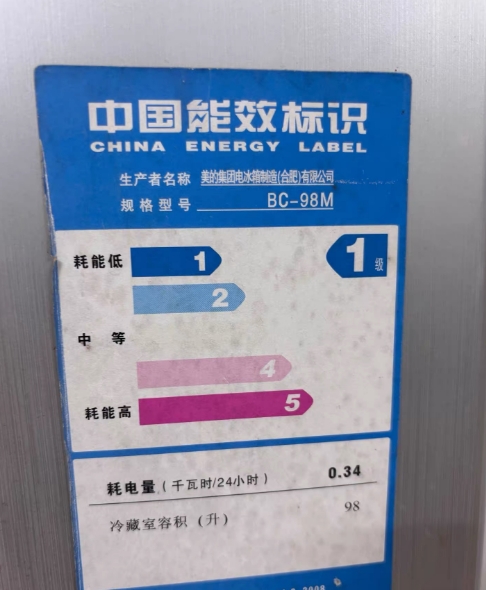 中国能效标识
CHINA ENERGY LABEL
生产者名称 美的集团电冰箱制造(合肥)有限公司
规格型号 BC-98M
耗能低 1 1级
2
中等
4
耗能高 5
耗电量(千瓦时/24小时) 0.34
冷藏室容积(升) 98